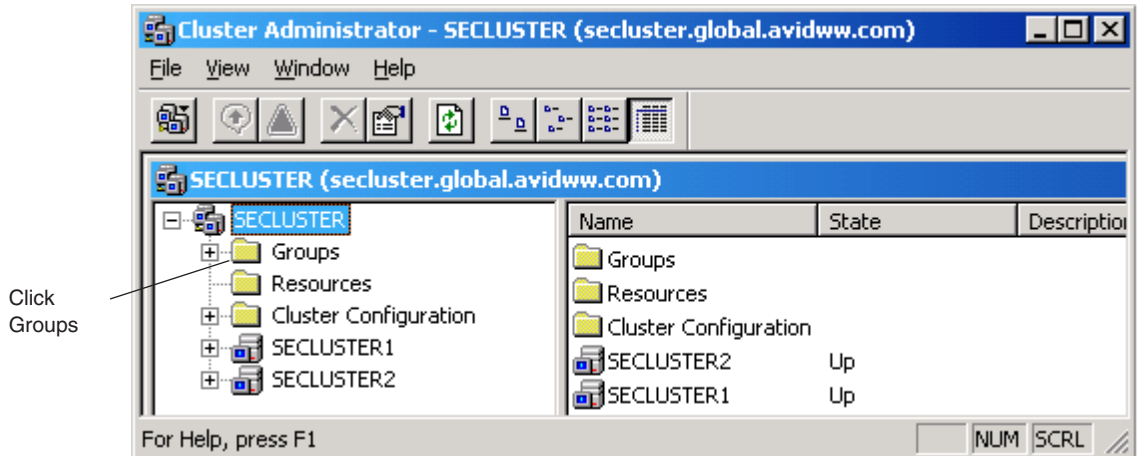 Cluster Administrator - SECLUSTER (secluster.global.avidww.com)
File View Window Help
SECLUSTER (secluster.global.avidww.com)
SECLUSTER
Groups
Resources
Cluster Configuration
SECLUSTER1
SECLUSTER2
Name State Description
Groups
Resources
Cluster Configuration
SECLUSTER2 Up
SECLUSTER1 Up
Click
Groups
For Help, press F1 NUM SCRL